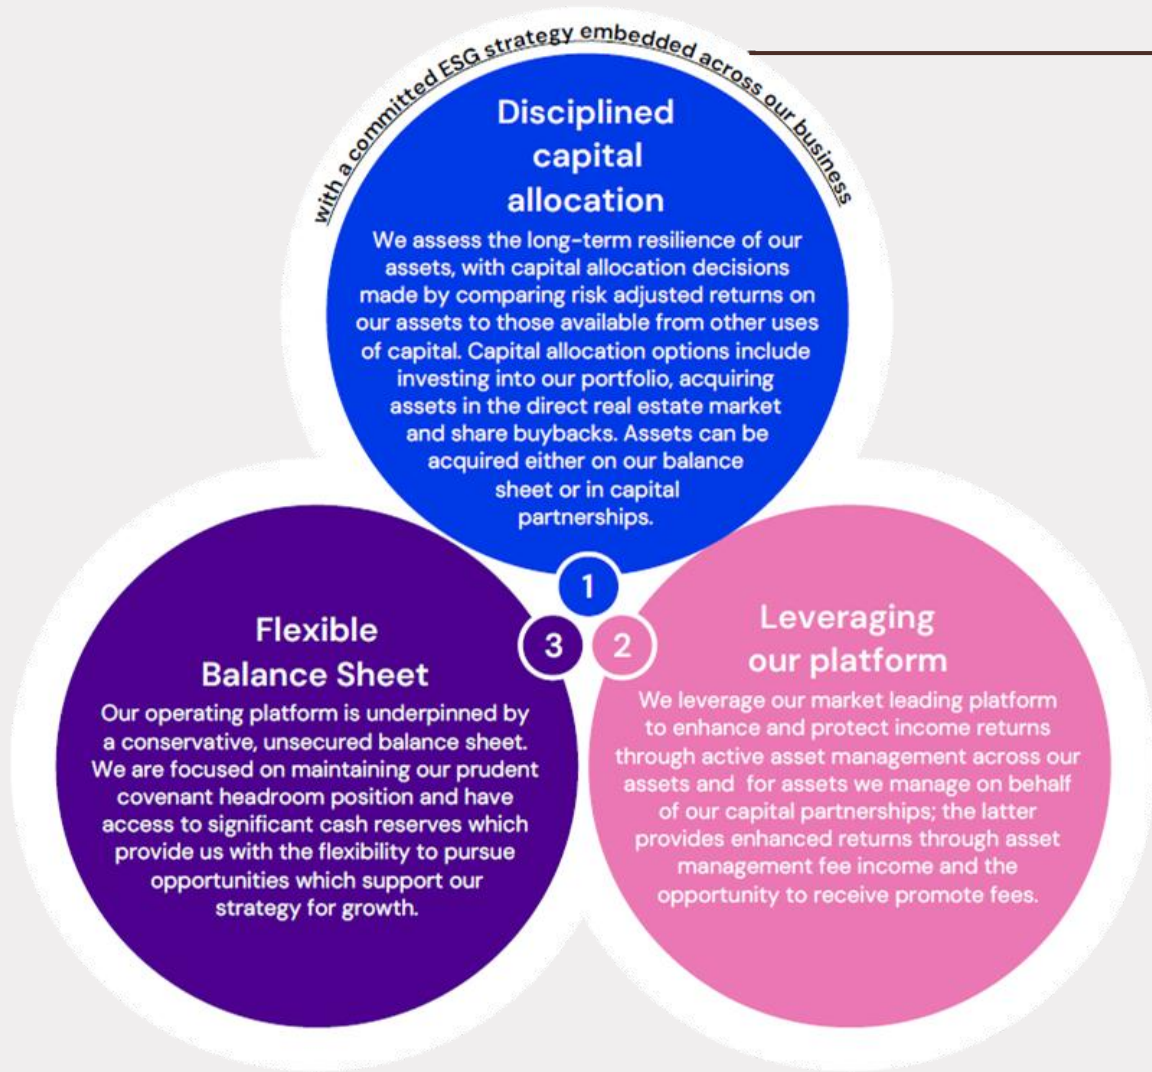 with a committed ESG strategy embedded across our business
Disciplined
capital
allocation
We assess the long-term resilience of our
assets, with capital allocation decisions
made by comparing risk adjusted returns on
our assets to those available from other uses
of capital. Capital allocation options include
investing into our portfolio, acquiring
assets in the direct real estate market
and share buybacks. Assets can be
acquired either on our balance
sheet or in capital
partnerships.
1
2
Leveraging
our platform
We leverage our market leading platform
to enhance and protect income returns
through active asset management across our
assets and for assets we manage on behalf
of our capital partnerships; the latter
provides enhanced returns through asset
management fee income and the
opportunity to receive promote fees.
3
Flexible
Balance Sheet
Our operating platform is underpinned by
a conservative, unsecured balance sheet.
We are focused on maintaining our prudent
covenant headroom position and have
access to significant cash reserves which
provide us with the flexibility to pursue
opportunities which support our
strategy for growth.